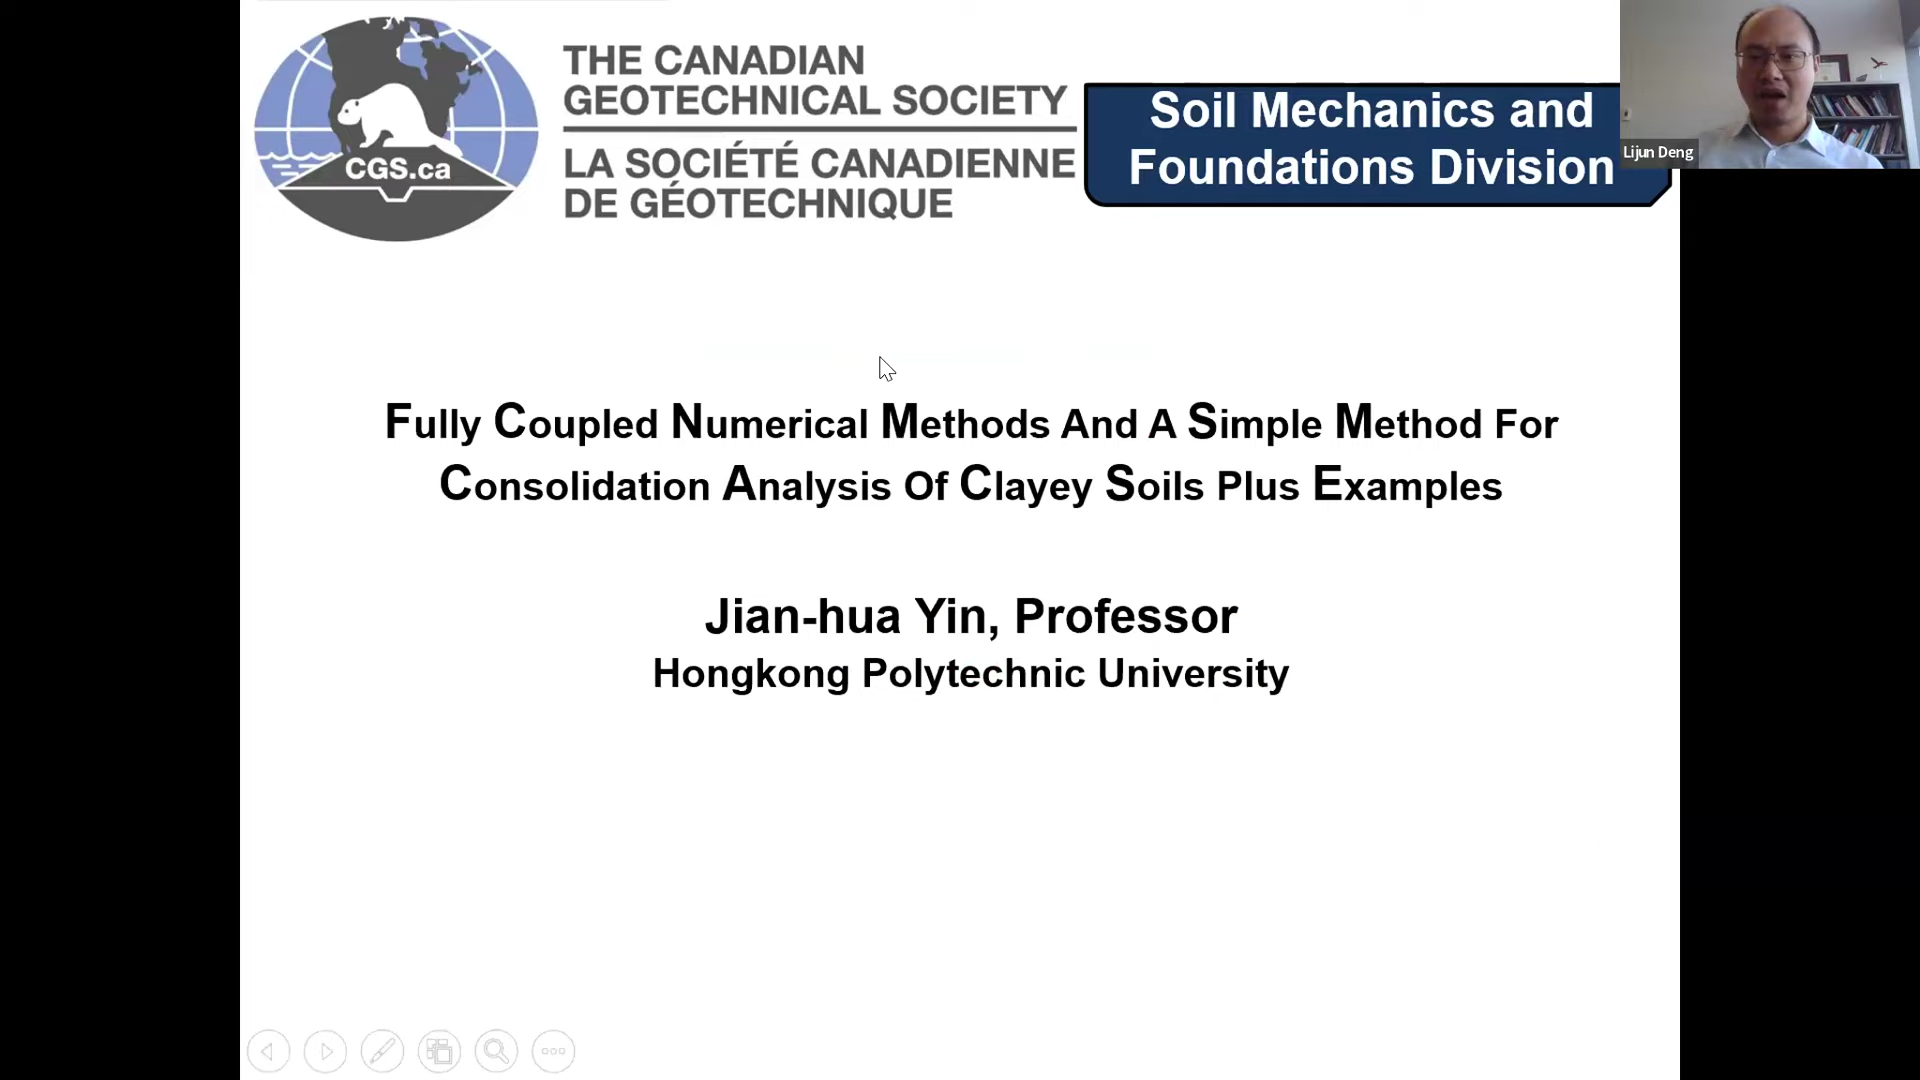 THE CANADIAN
GEOTECHNICAL SOCIETY
LA SOCIÉTÉ CANADIENNE
DE GÉOTECHNIQUE
CGS.ca
Soil Mechanics and
Foundations Division
Lijun Deng
Fully Coupled Numerical Methods And A Simple Method For
Consolidation Analysis Of Clayey Soils Plus Examples
Jian-hua Yin, Professor
Hongkong Polytechnic University